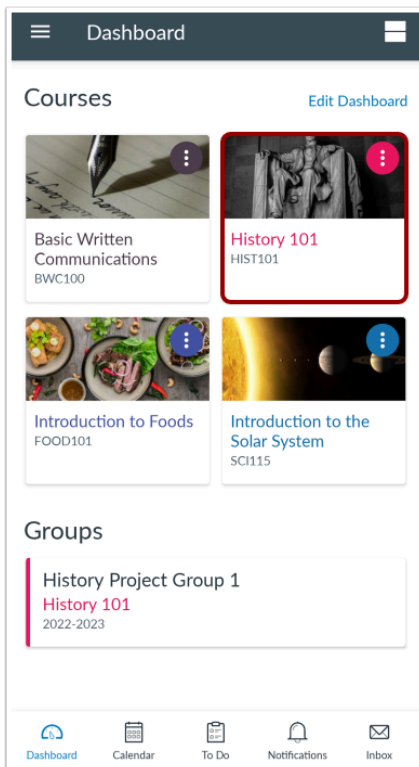 Dashboard
Courses
Edit Dashboard
Basic Written
Communications
BWC100
History 101
HIST101
Introduction to Foods
FOOD101
Introduction to the
Solar System
SCI115
Groups
History Project Group 1
History 101
2022-2023
Dashboard
Calendar
To Do
Notifications
Inbox